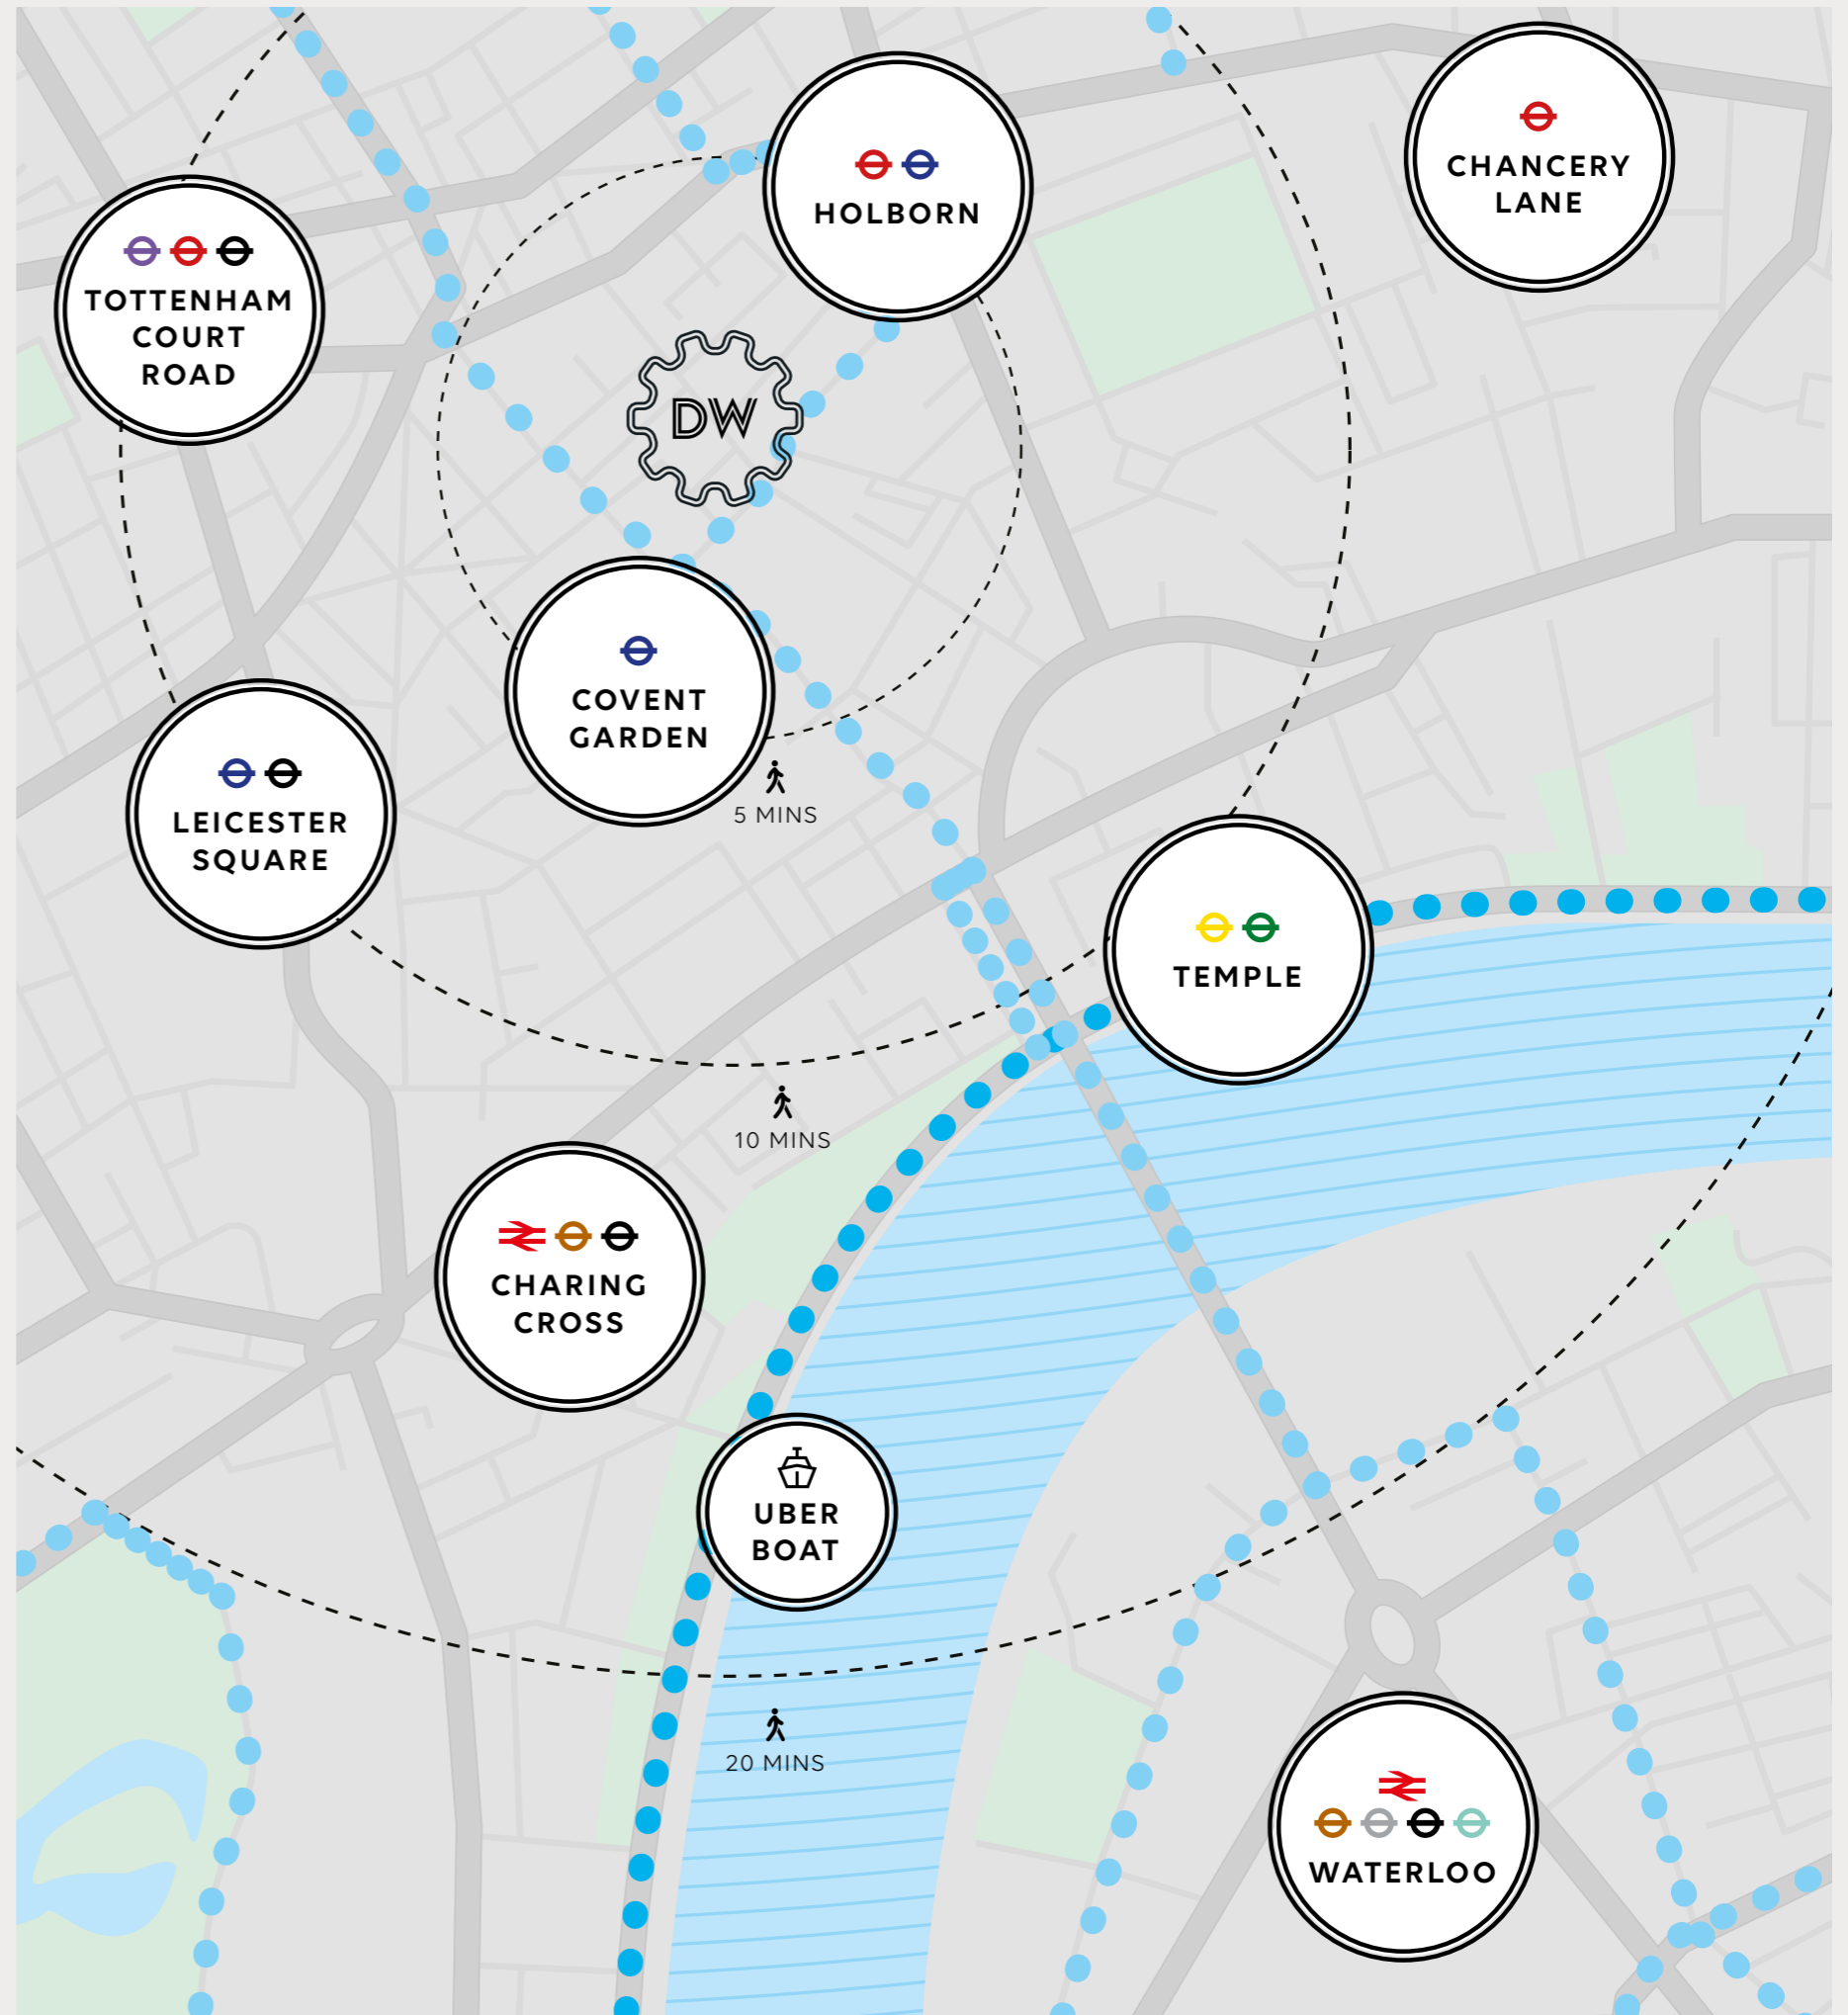 CHANCERY
LANE
HOLBORN
TOTTENHAM
COURT
ROAD
DW
COVENT
GARDEN
5 MINS
LEICESTER
SQUARE
TEMPLE
10 MINS
CHARING
CROSS
UBER
BOAT
20 MINS
WATERLOO